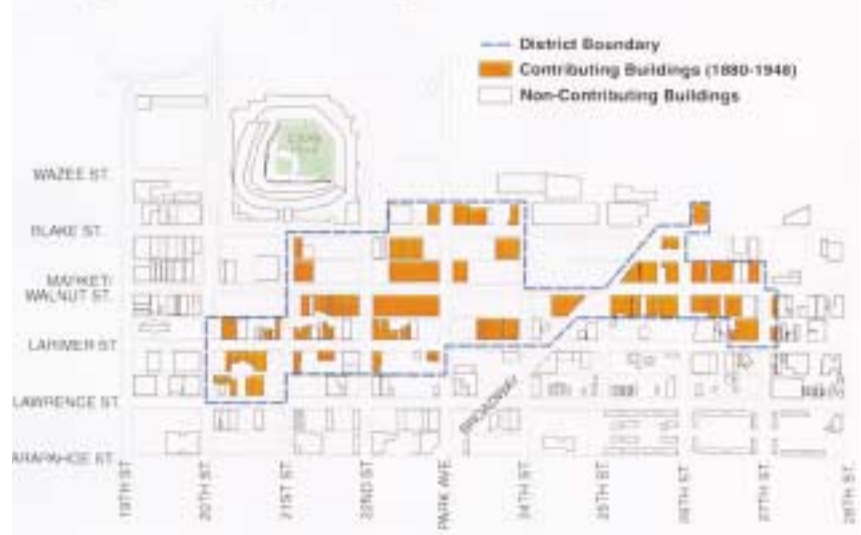 District Boundary
Contributing Buildings (1880-1948)
Non-Contributing Buildings
WAZEE ST.
BLAKE ST.
MARKET/
WALNUT ST.
LARIMER ST.
LAWRENCE ST.
ARAPAHOE ST.
BROADWAY
19TH ST.
20TH ST.
21ST ST.
22ND ST.
PARK AVE.
24TH ST.
25TH ST.
26TH ST.
27TH ST.
28TH ST.